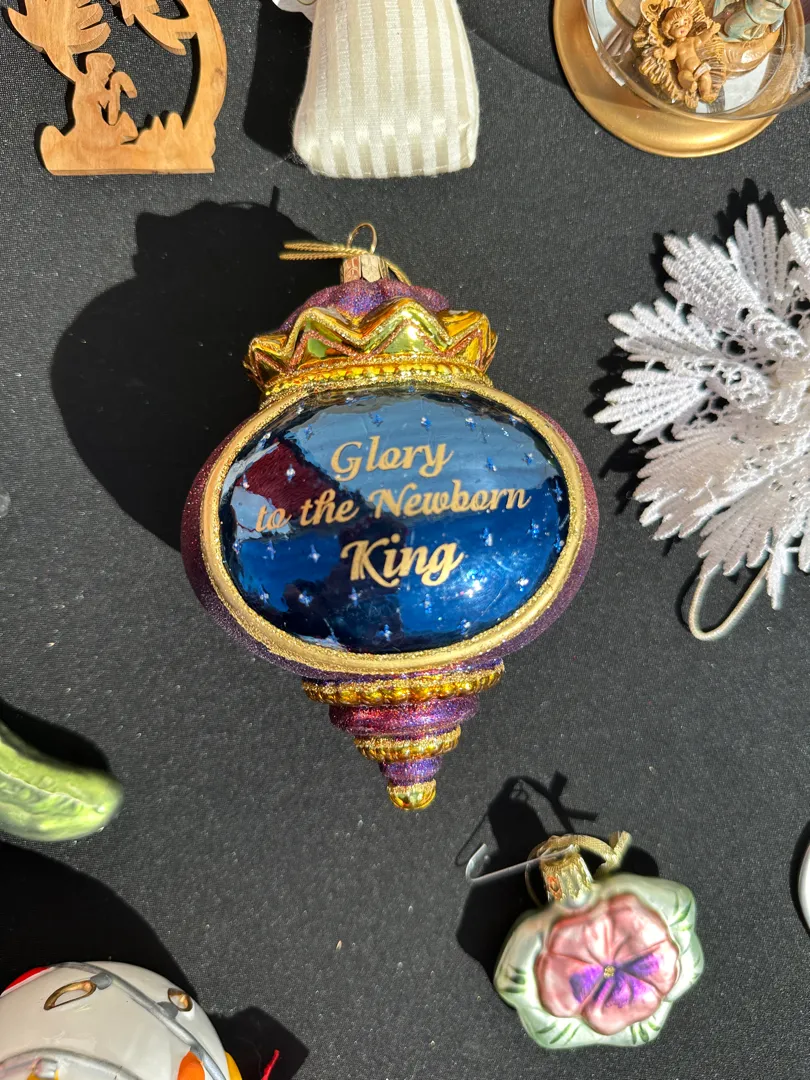 Glory
to the Newborn
King